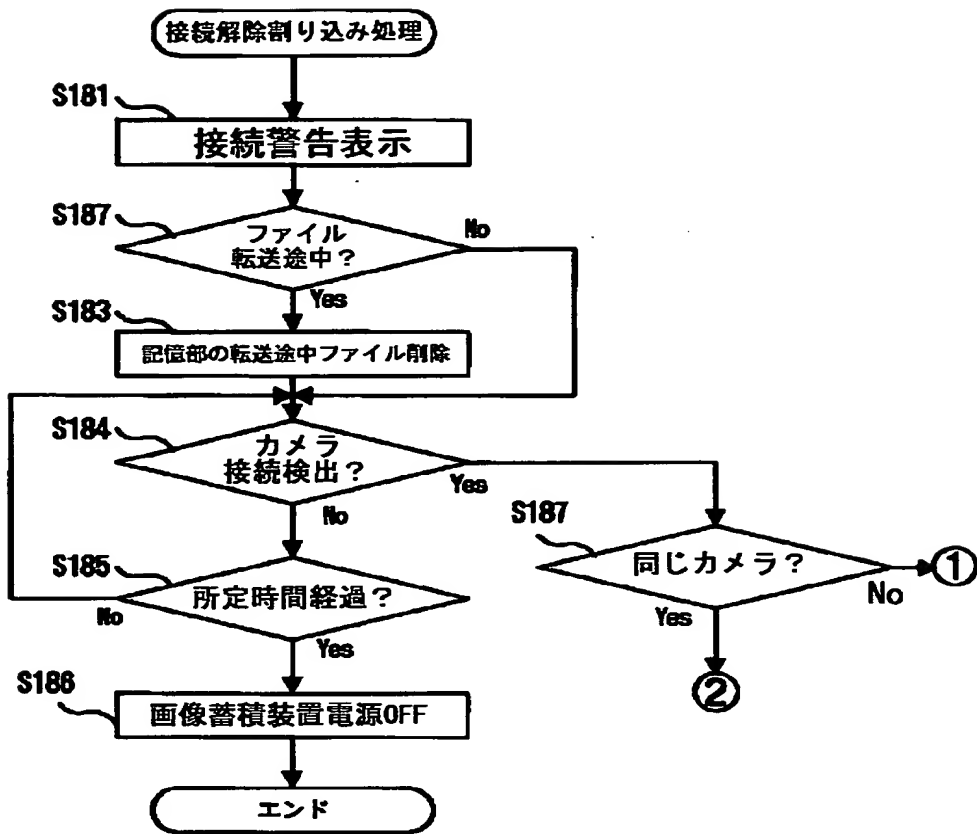 接続解除割り込み処理
S181
接続警告表示
S187
ファイル
転送途中？
No
Yes
S183
記憶部の転送途中ファイル削除
S184
カメラ
接続検出？
Yes
No
S187
同じカメラ？
①
No
Yes
②
S185
所定時間経過？
No
Yes
S186
画像蓄積装置電源OFF
エンド